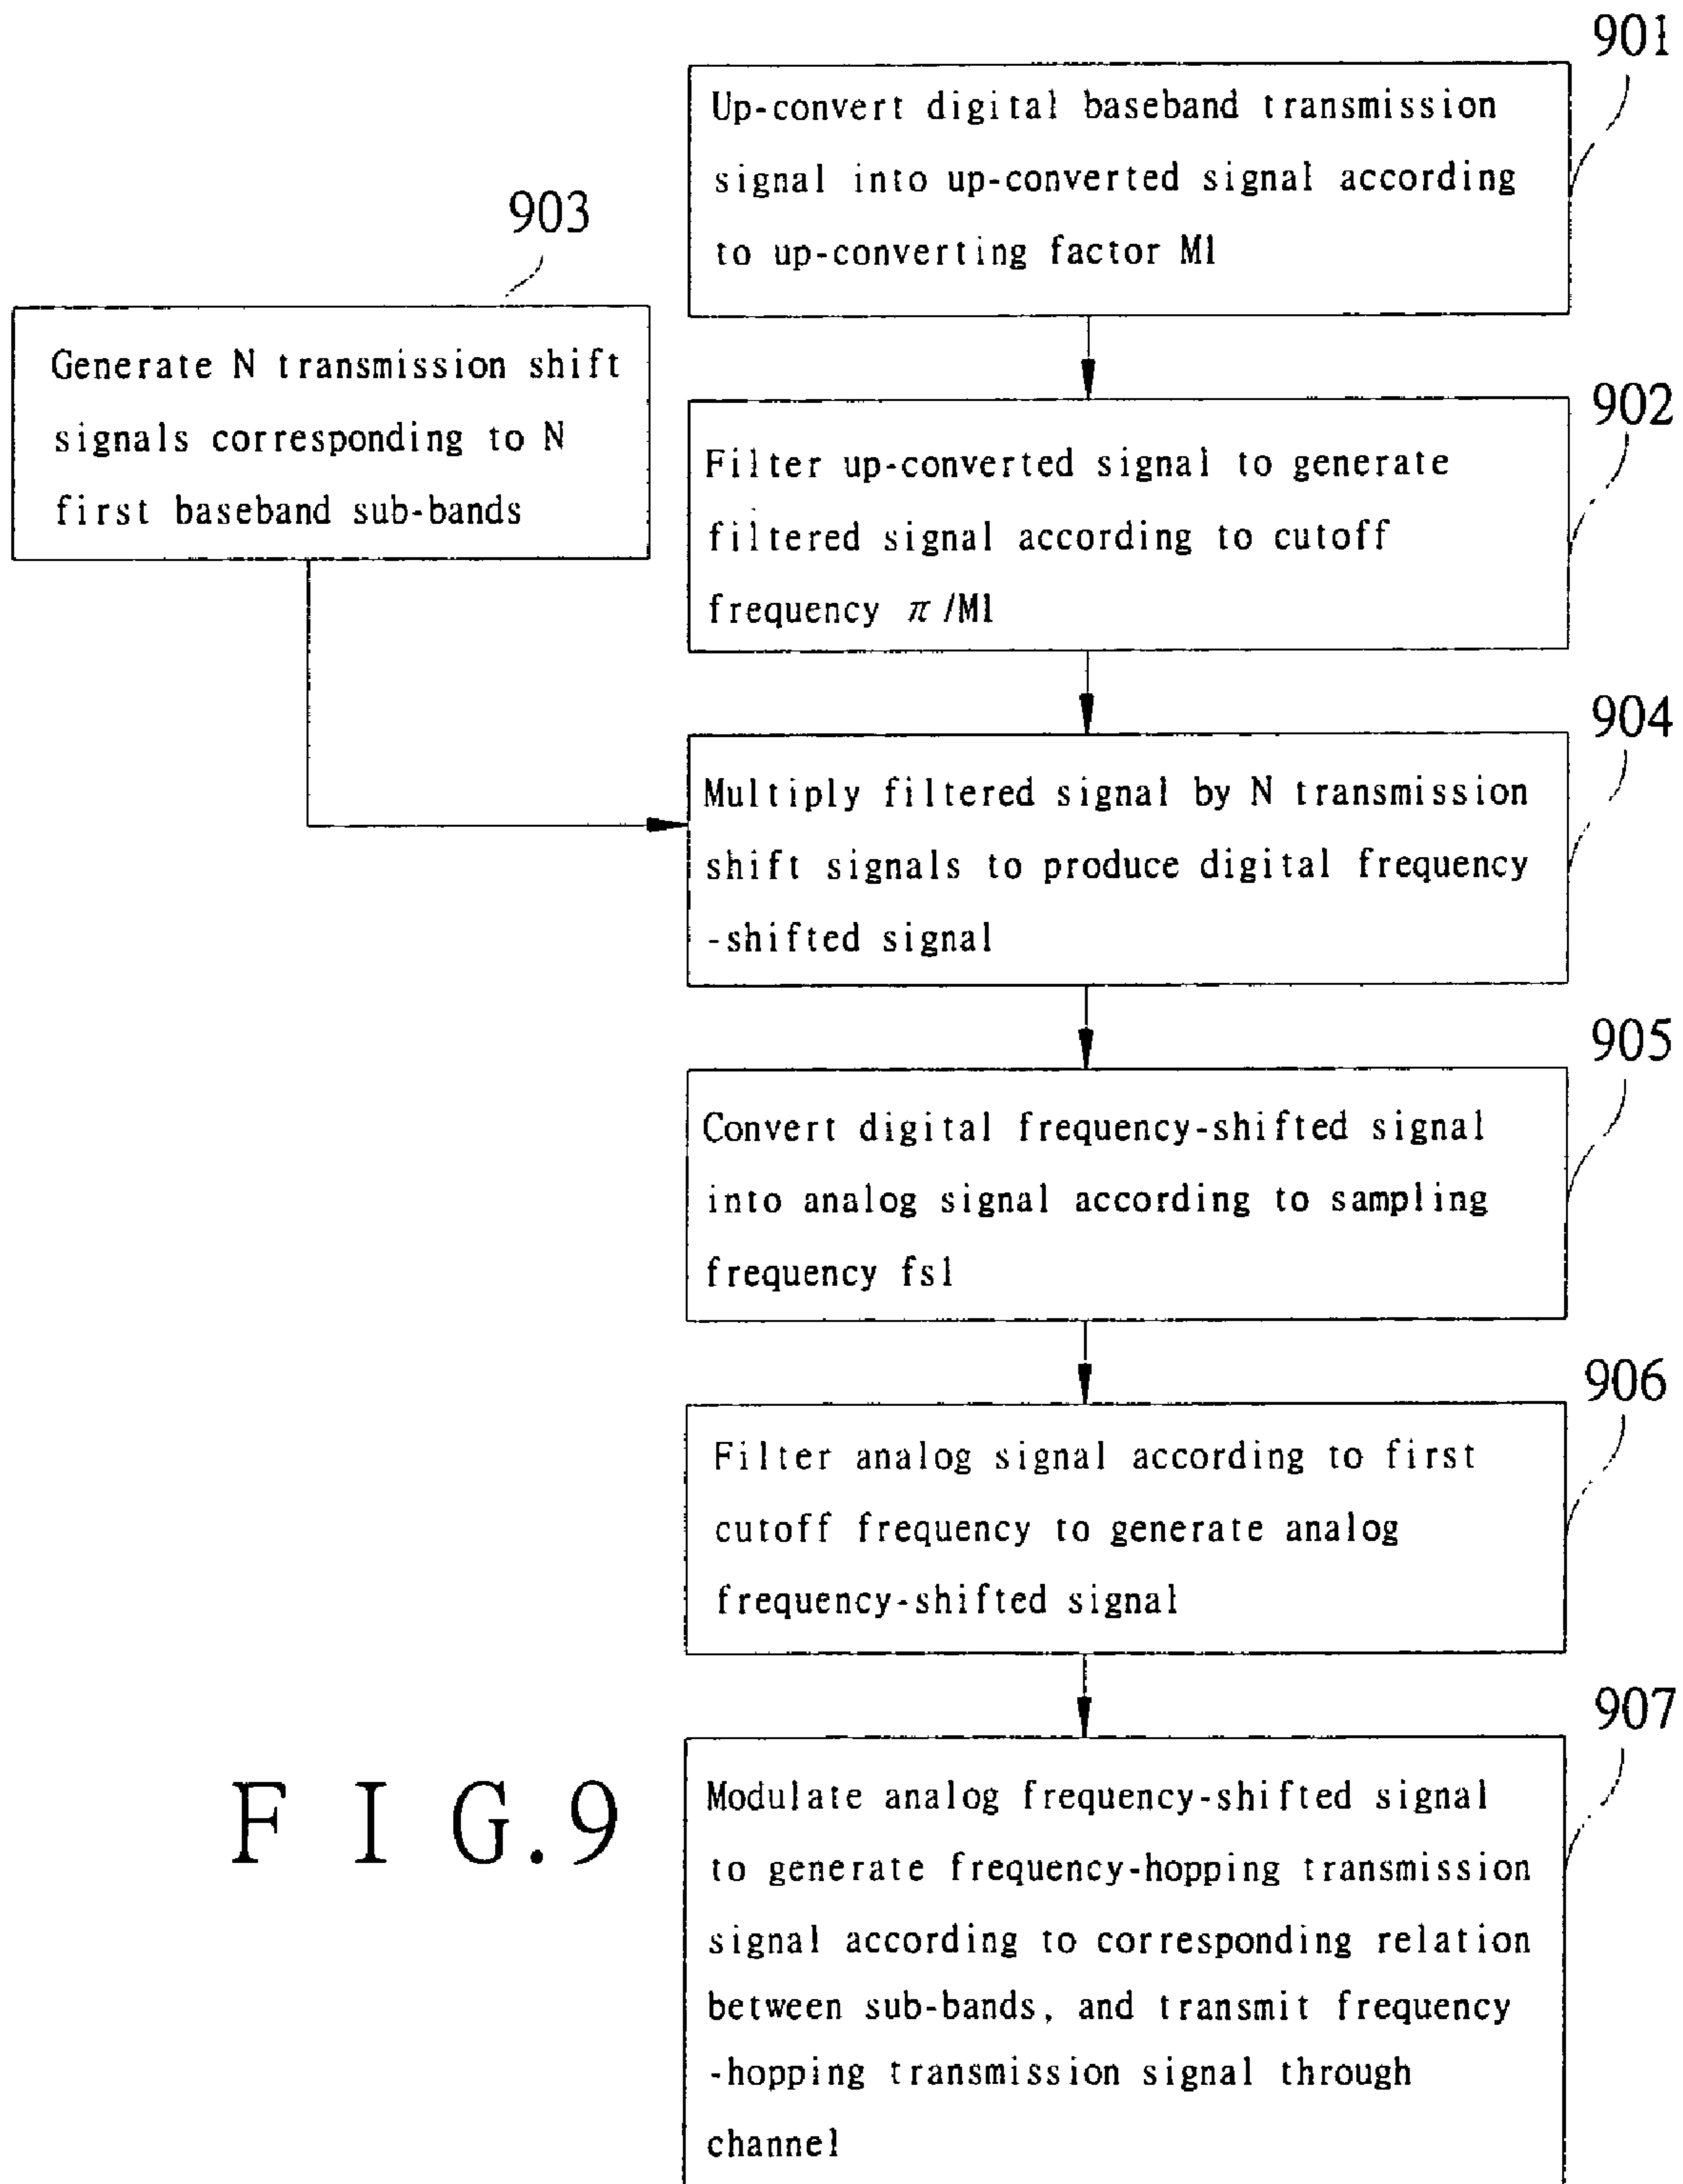 901
Up-convert digital baseband transmission
signal into up-converted signal according
to up-converting factor M1
903
Generate N transmission shift
signals corresponding to N
first baseband sub-bands
902
Filter up-converted signal to generate
filtered signal according to cutoff
frequency π/M1
904
Multiply filtered signal by N transmission
shift signals to produce digital frequency
-shifted signal
905
Convert digital frequency-shifted signal
into analog signal according to sampling
frequency fs1
906
Filter analog signal according to first
cutoff frequency to generate analog
frequency-shifted signal
907
Modulate analog frequency-shifted signal
to generate frequency-hopping transmission
signal according to corresponding relation
between sub-bands, and transmit frequency
-hopping transmission signal through
channel
FIG.9